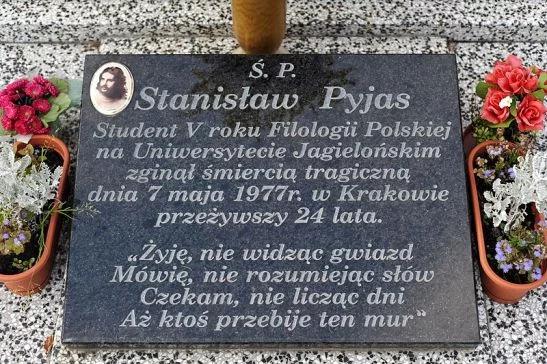 Ś. P.
Stanisław Pyjas
Student V roku Filologii Polskiej
na Uniwersytecie Jagielońskim
zginął śmiercią tragiczną
dnia 7 maja 1977r. w Krakowie
przeżywszy 24 lata.
„Żyję, nie widząc gwiazd
Mówię, nie rozumiejąc słów
Czekam, nie licząc dni
Aż ktoś przebije ten mur“